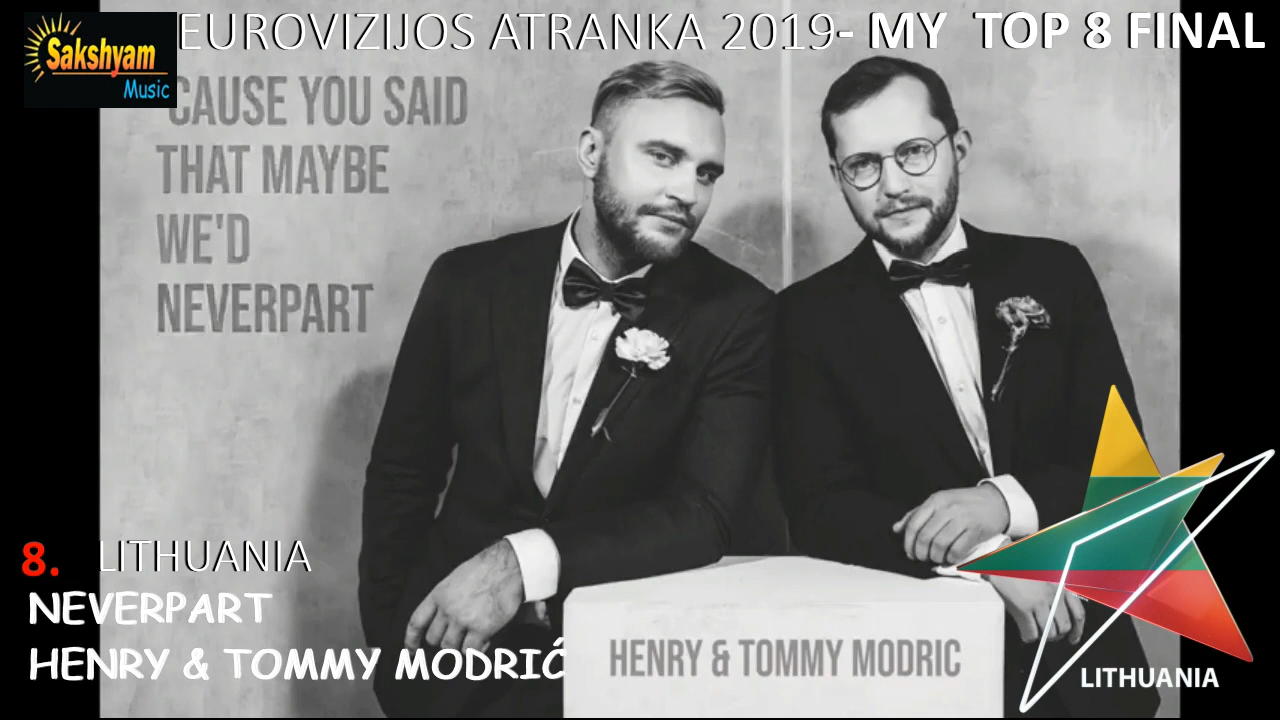 Sakshyam
Music
EUROVIZIJOS ATRANKA 2019- MY TOP 8 FINAL
'CAUSE YOU SAID
THAT MAYBE
WE'D
NEVERPART
8. LITHUANIA
NEVERPART
HENRY & TOMMY MODRIĆ
HENRY & TOMMY MODRIC
LITHUANIA